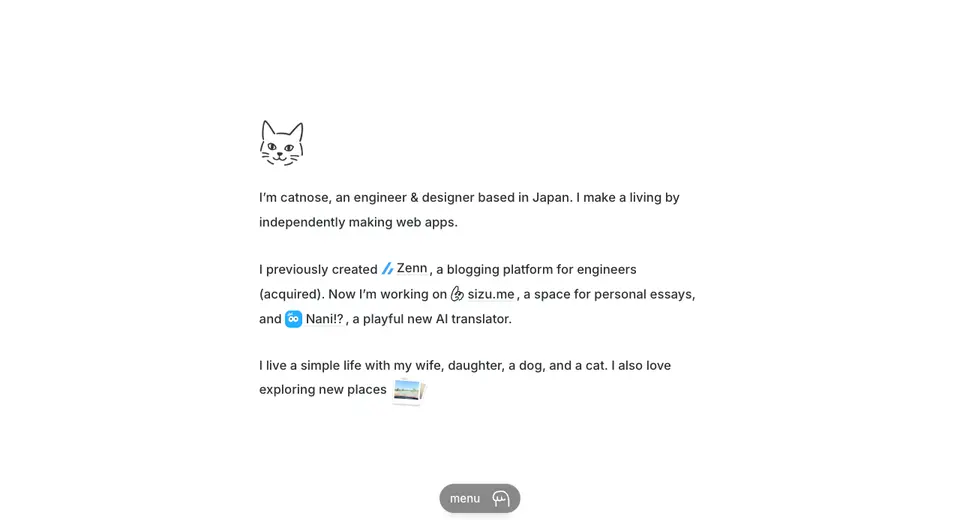 I'm catnose, an engineer & designer based in Japan. I make a living by
independently making web apps.
I previously created Zenn, a blogging platform for engineers
(acquired). Now I'm working on sizu.me, a space for personal essays,
and Nani!?, a playful new AI translator.
I live a simple life with my wife, daughter, a dog, and a cat. I also love
exploring new places
menu